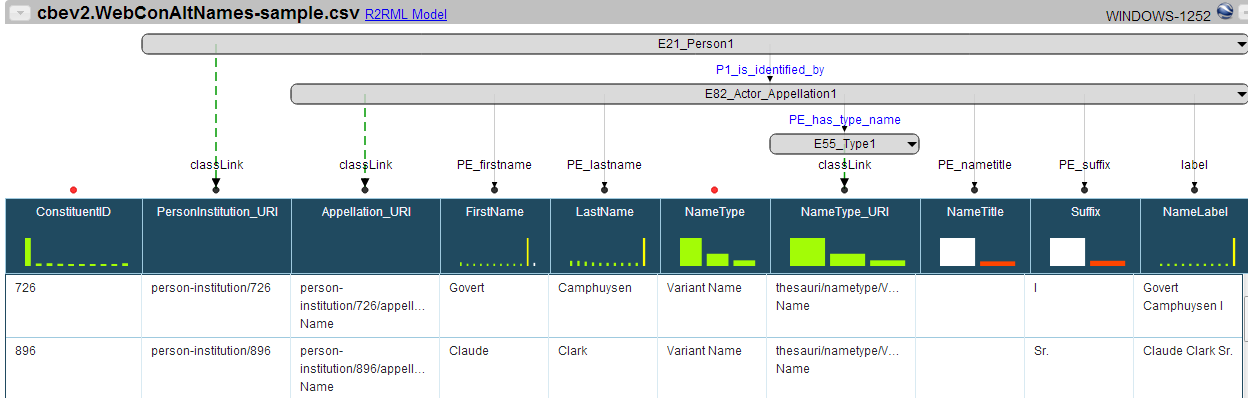 cbev2.WebConAltNames-sample.csv R2RML Model WINDOWS-1252
E21_Person1
P1_is_identified_by
E82_Actor_Appellation1
PE_has_type_name
E55_Type1
classLink classLink PE_firstname PE_lastname classLink PE_nametitle PE_suffix label
ConstituentID PersonInstitution_URI Appellation_URI FirstName LastName NameType NameType_URI NameTitle Suffix NameLabel
726 person-institution/726 person- Govert Camphuysen Variant Name thesauri/nametype/V... I Govert
institution/726/appell... Name Camphuysen I
Name
896 person-institution/896 person- Claude Clark Variant Name thesauri/nametype/V... Sr. Claude Clark Sr.
institution/896/appell... Name
Name